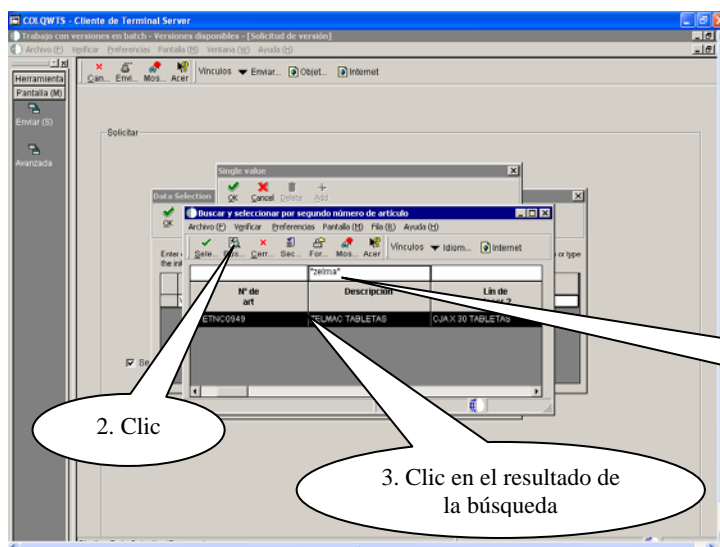 COLQWTS - Cliente de Terminal Server
Trabajo con versiones en batch - Versiones disponibles - [Solicitud de versión]
Archivo (F) Verificar Preferencias Pantalla (M) Ventana (W) Ayuda (H)
Herramienta
Can... Envi... Mos... Acer Vínculos Enviar... Objet... Internet
Pantalla (M)
Enviar (S)
Avanzada
Solicitar
Single value
OK Cancel Delete Add
Data Selection
OK
Buscar y seleccionar por segundo número de artículo
Archivo (F) Verificar Preferencias Pantalla (M) Fila (R) Ayuda (H)
Sele... Bús... Cerr... Sec... For... Mos... Acer Vínculos Idiom... Internet
Enter
the
or type
*zelma*
Nº de
art
Descripción
Lín de
2
ETNC0949 ZELMAC TABLETAS CJA X 30 TABLETAS
Se
2. Clic
3. Clic en el resultado de
la búsqueda